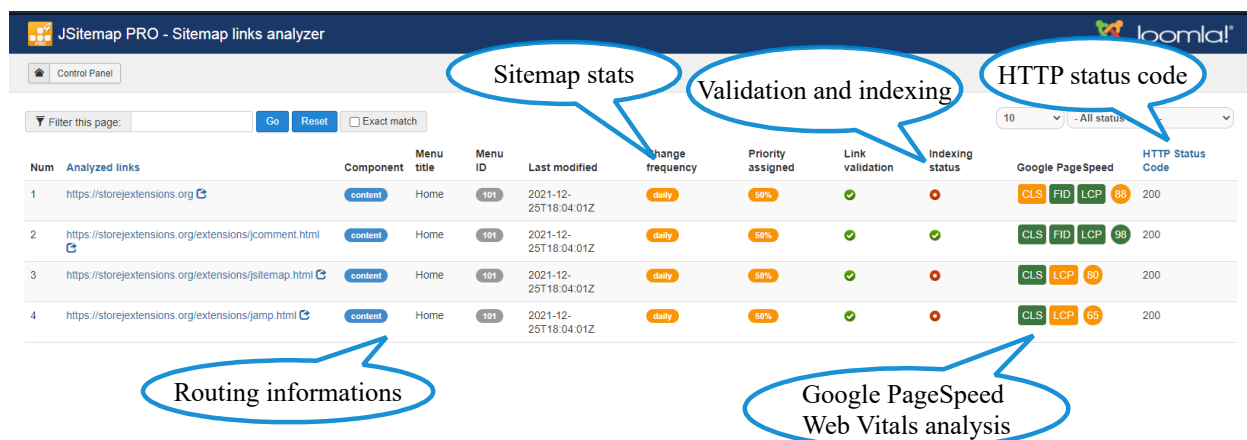 JSitemap PRO - Sitemap links analyzer
Joomla!®
PRO
Control Panel
Sitemap stats
Validation and indexing
HTTP status code
Filter this page:
Go
Reset
Exact match
10
- All status
Num
Analyzed links
Component
Menu
title
Menu
ID
Last modified
Change
frequency
Priority
assigned
Link
validation
Indexing
status
Google PageSpeed
HTTP Status
Code
1 https://storejextensions.org content Home 101 2021-12- daily 50% CLS FID LCP 88 200
25T18:04:01Z
2 https://storejextensions.org/extensions/jcomment.html content Home 101 2021-12- daily 50% CLS FID LCP 98 200
25T18:04:01Z
3 https://storejextensions.org/extensions/jsitemap.html content Home 101 2021-12- daily 50% CLS LCP 80 200
25T18:04:01Z
4 https://storejextensions.org/extensions/jamp.html content Home 101 2021-12- daily 50% CLS LCP 65 200
25T18:04:01Z
Routing informations
Google PageSpeed
Web Vitals analysis